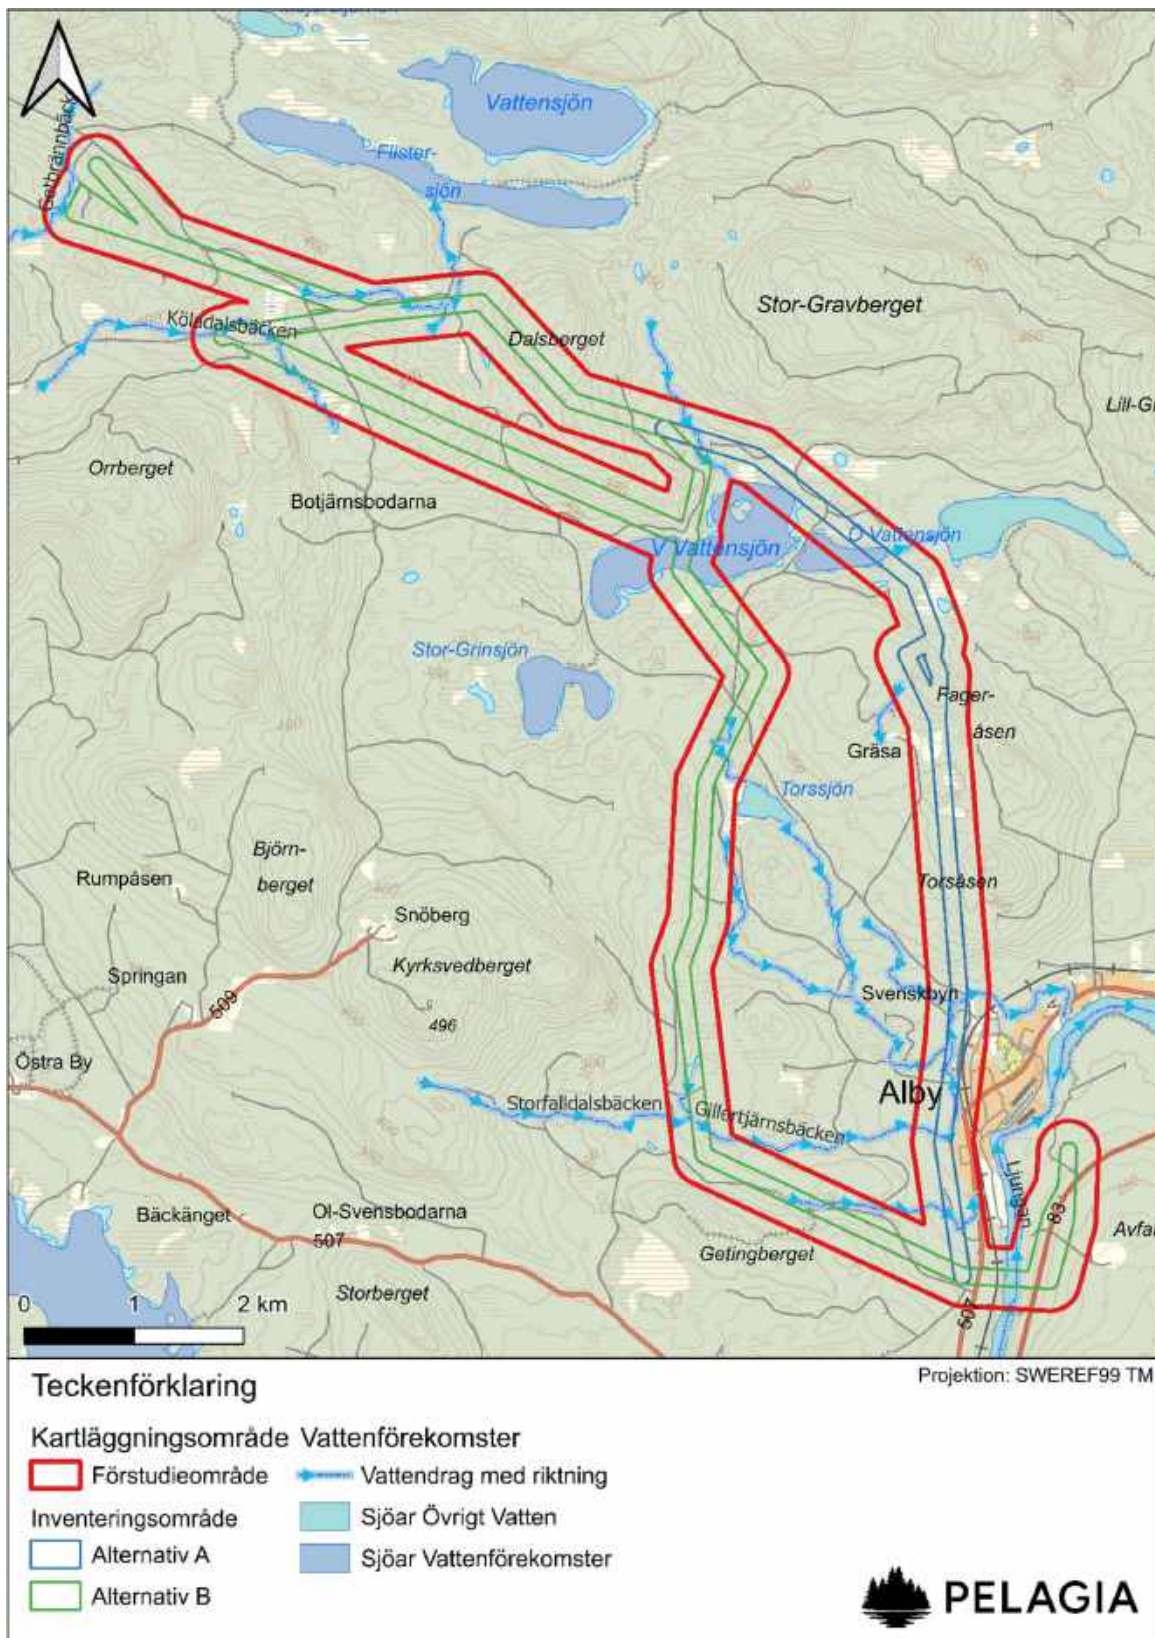 Vattensjön
Flister-
sjön
Stor-Gravberget
Köladalsbäcken
Dalsberget
Lill-G
Orrberget
Botjärnsbodarna
V Vattensjön
O Vattensjön
Stor-Grinsjön
Fager-
åsen
Gräsa
Torssjön
Björn-
berget
Rumpåsen
Torsåsen
Snöberg
Kyrksvedberget
Springan
509
Svenskbyn
496
Östra By
Alby
Storfalldalsbäcken
Gillertjärnsbäcken
Ljungan
83
Bäckänget
Ol-Svensbodarna
507
Getingberget
Avfa
Storberget
709
0 1 2 km
Projektion: SWEREF99 TM
Teckenförklaring
Kartläggningsområde
Förstudieområde
Inventeringsområde
Alternativ A
Alternativ B
Vattenförekomster
Vattendrag med riktning
Sjöar Övrigt Vatten
Sjöar Vattenförekomster
PELAGIA